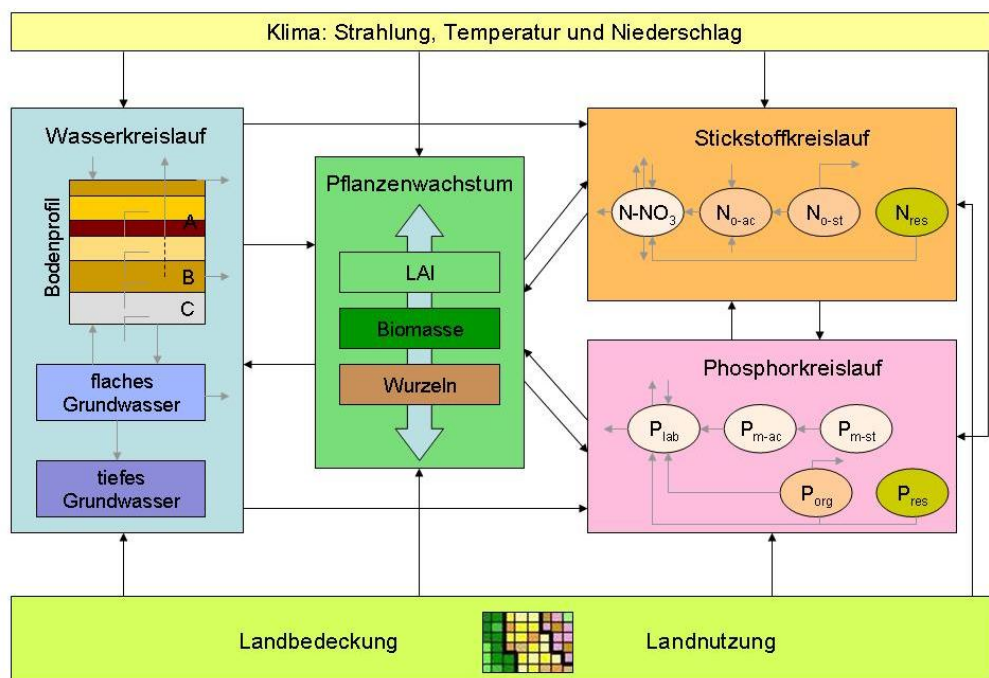 Klima: Strahlung, Temperatur und Niederschlag
Wasserkreislauf
Bodenprofil
A
B
C
flaches
Grundwasser
tiefes
Grundwasser
Pflanzenwachstum
LAI
Biomasse
Wurzeln
Stickstoffkreislauf
N-NO₃
No-ac
No-st
Nres
Phosphorkreislauf
Plab
Pm-ac
Pm-st
Porg
Pres
Landbedeckung
Landnutzung